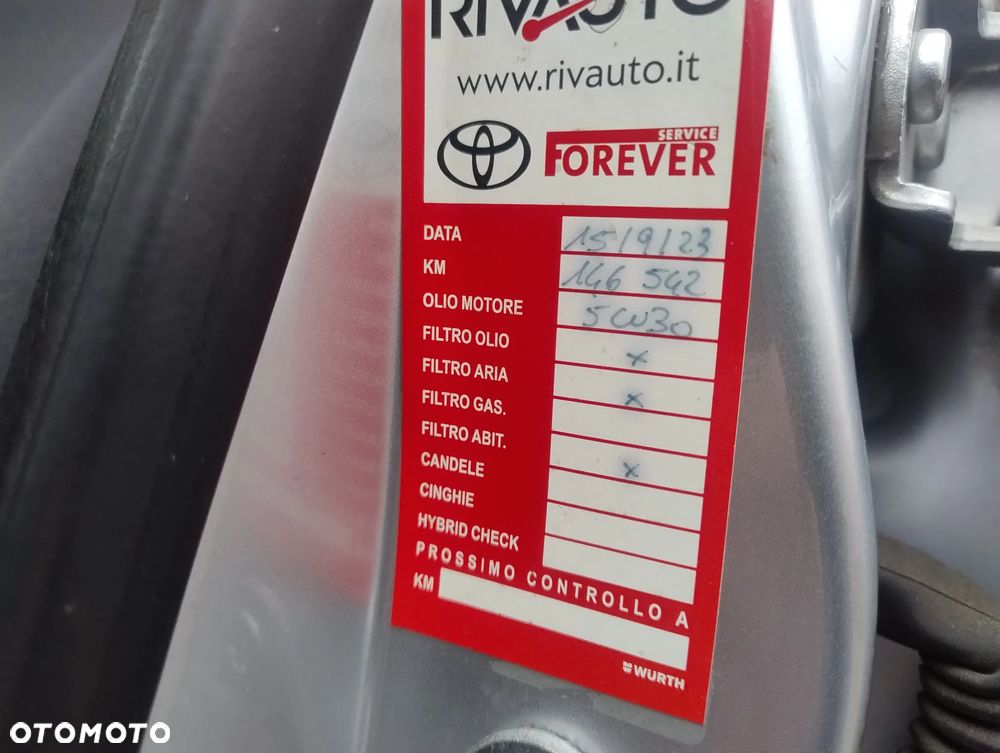 RIVAUTO
www.rivauto.it
SERVICE
FOREVER
DATA 15/9/23
KM 146 542
OLIO MOTORE 5W30
FILTRO OLIO x
FILTRO ARIA x
FILTRO GAS.
FILTRO ABIT. x
CANDELE
CINGHIE
HYBRID CHECK
PROSSIMO CONTROLLO A
KM
WURTH
OTOMOTO